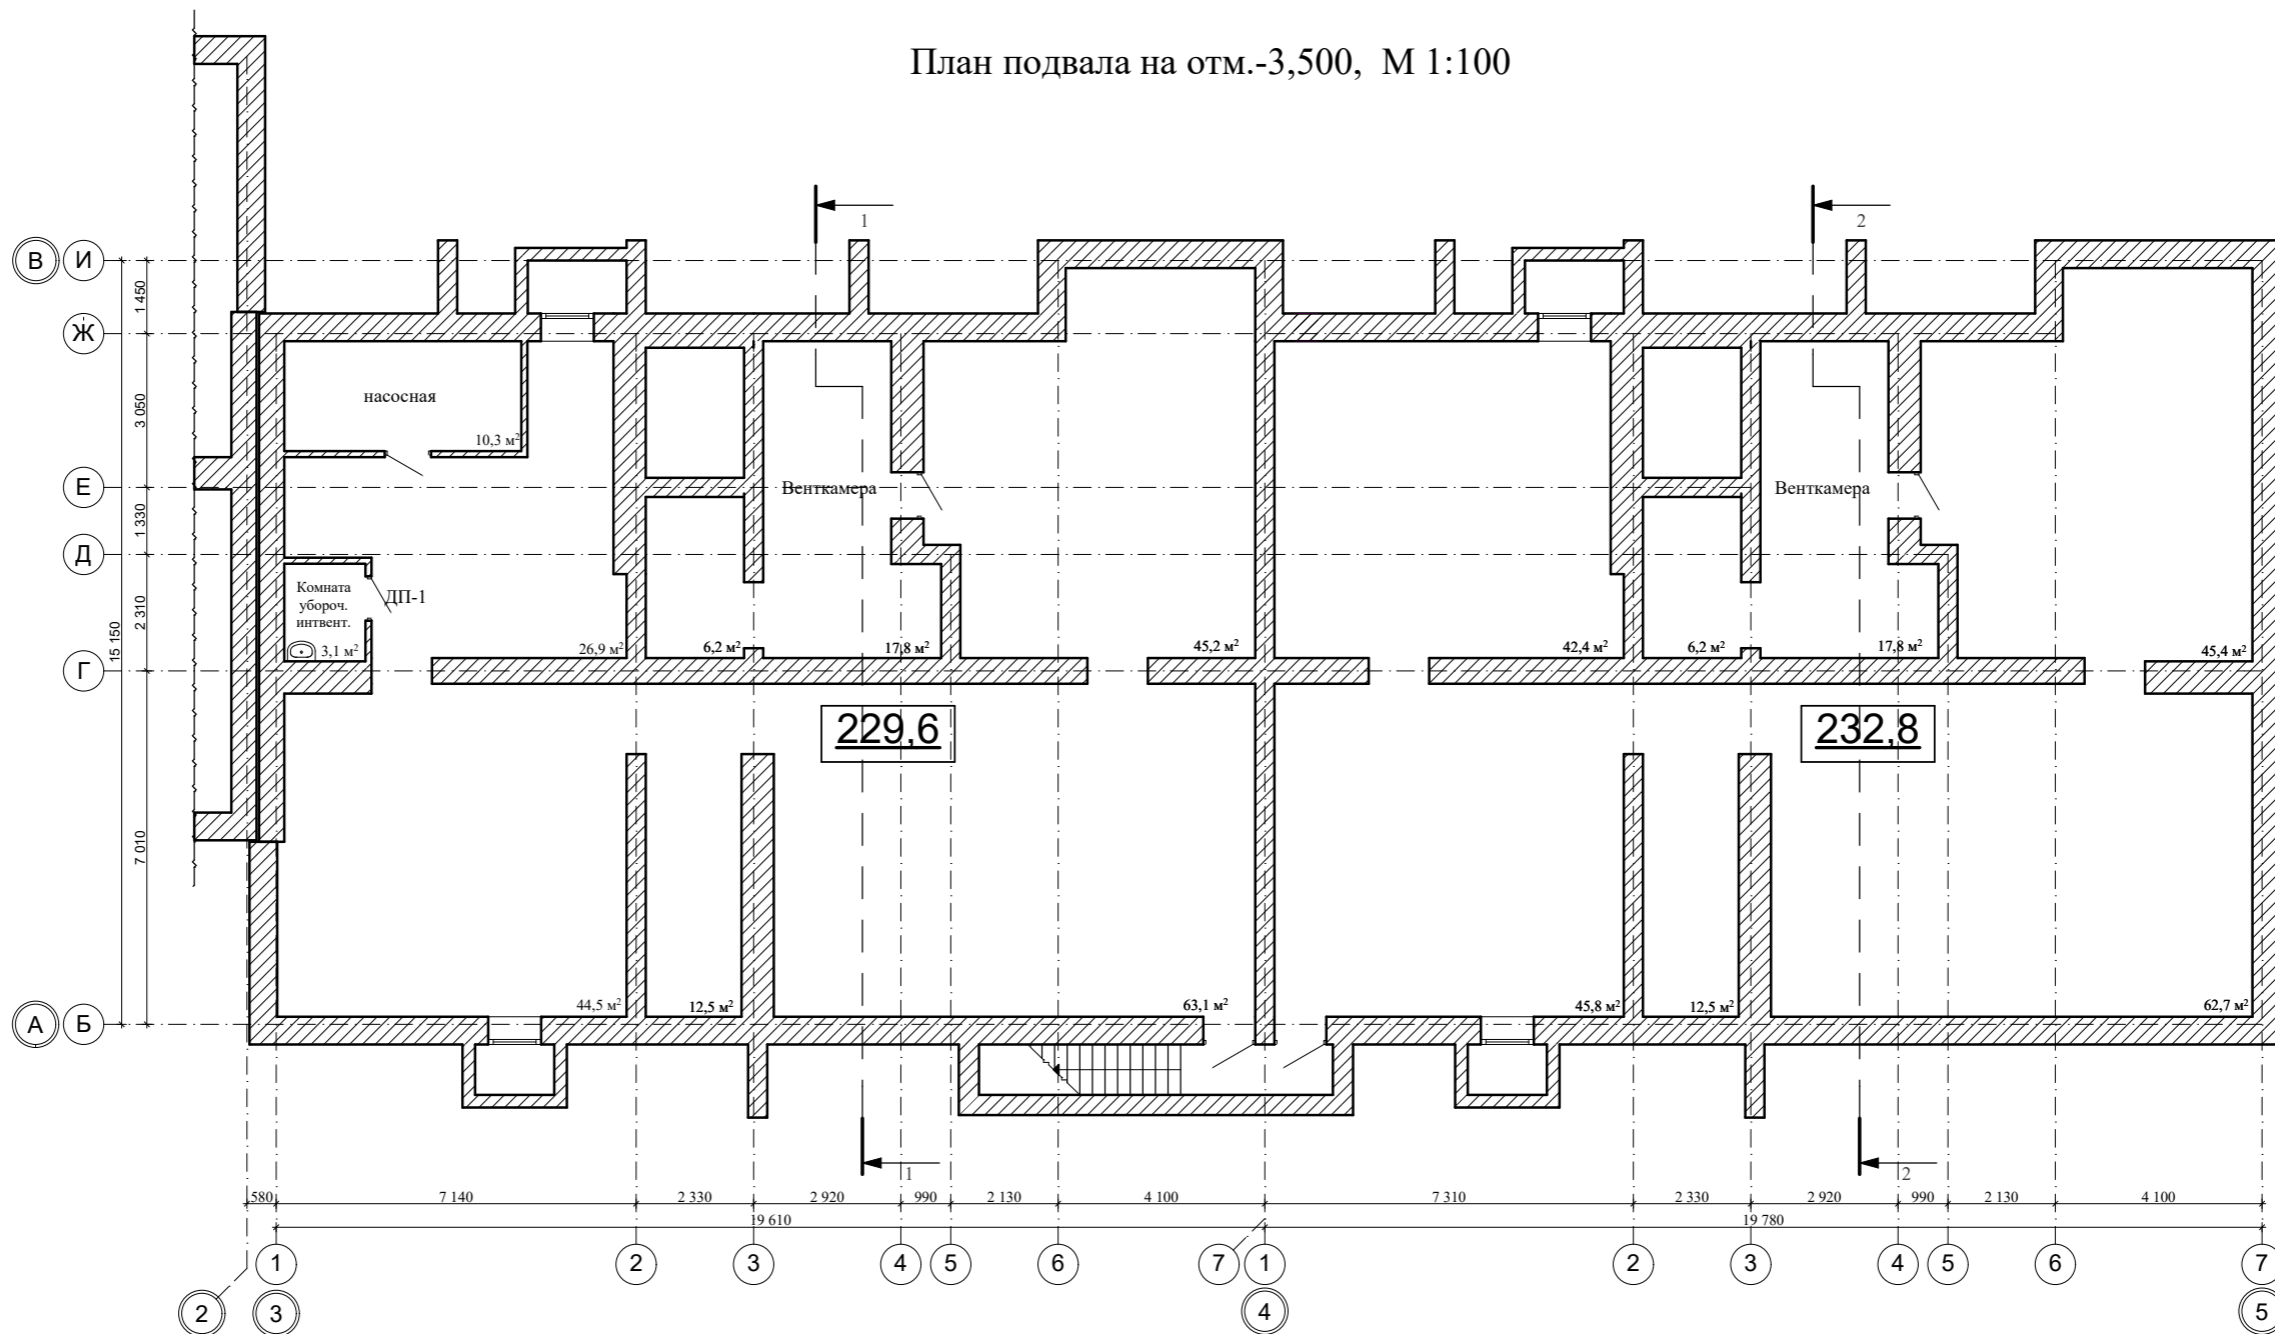 План подвала на отм.-3,500,  М 1:100
1
2
В И
1 450
Ж
насосная
3 050
10,3 м²
Е
Венткамера
Венткамера
1 330
Д
Комната
убороч.
интвент.
ДП-1
2 310
15 150
3,1 м²
26,9 м²
6,2 м²
17,8 м²
45,2 м²
42,4 м²
6,2 м²
17,8 м²
45,4 м²
Г
229,6
232,8
7 010
44,5 м²
12,5 м²
63,1 м²
45,8 м²
12,5 м²
62,7 м²
А Б
1
2
580 7 140 2 330 2 920 990 2 130 4 100 7 310 2 330 2 920 990 2 130 4 100
19 610 19 780
1 2 3 4 5 6 7 1 2 3 4 5 6 7
2 3 4 5